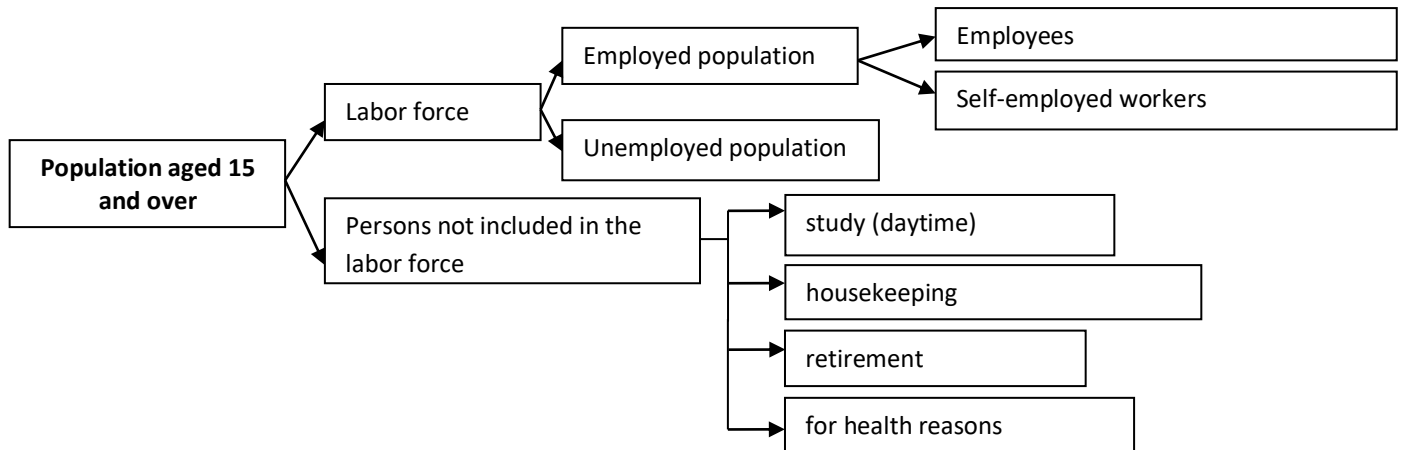 Employees
Employed population
Self-employed workers
Labor force
Unemployed population
Population aged 15
and over
Persons not included in the
labor force
study (daytime)
housekeeping
retirement
for health reasons